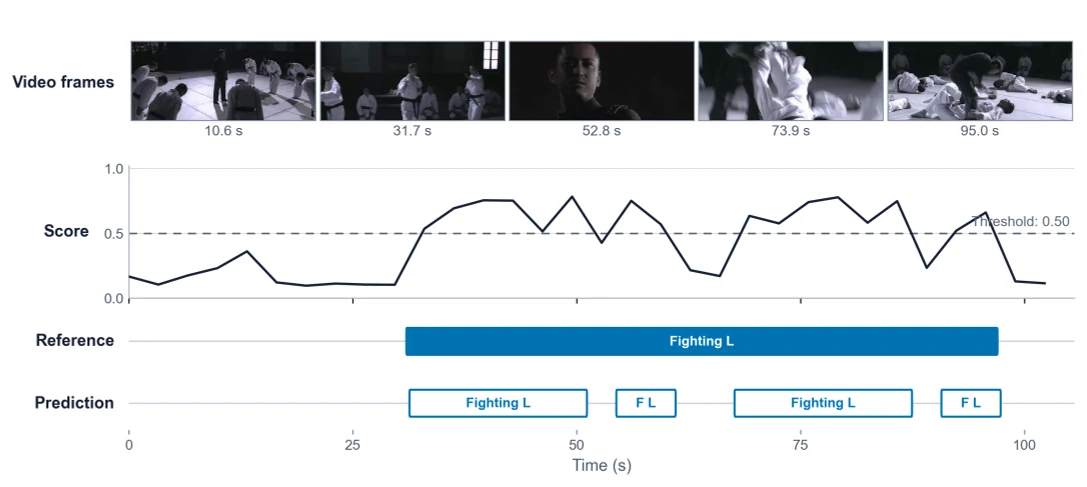 Video frames
10.6 s 31.7 s 52.8 s 73.9 s 95.0 s
1.0
Score 0.5 Threshold: 0.50
0.0
Reference Fighting L
Prediction Fighting L F L Fighting L F L
0 25 50 75 100
Time (s)